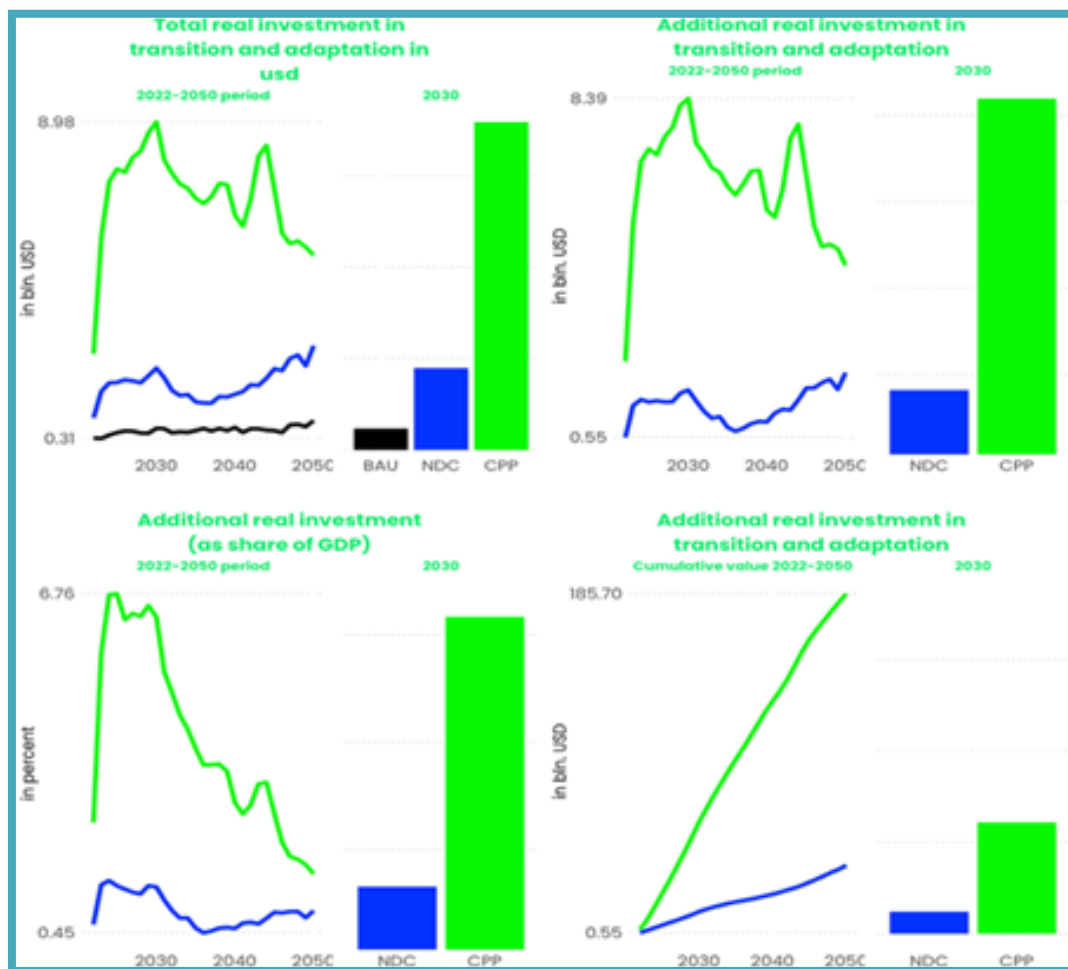 Total real investment in
transition and adaptation in
usd
2022-2050 period
2030
8.98
in bln. USD
0.31
2030
2040
2050
BAU
NDC
CPP
Additional real investment in
transition and adaptation
2022-2050 period
2030
8.39
in bln. USD
0.55
2030
2040
2050
NDC
CPP
Additional real investment
(as share of GDP)
2022-2050 period
2030
6.76
in percent
0.45
2030
2040
2050
NDC
CPP
Additional real investment in
transition and adaptation
Cumulative value 2022-2050
2030
185.70
in bln. USD
0.55
2030
2040
2050
NDC
CPP